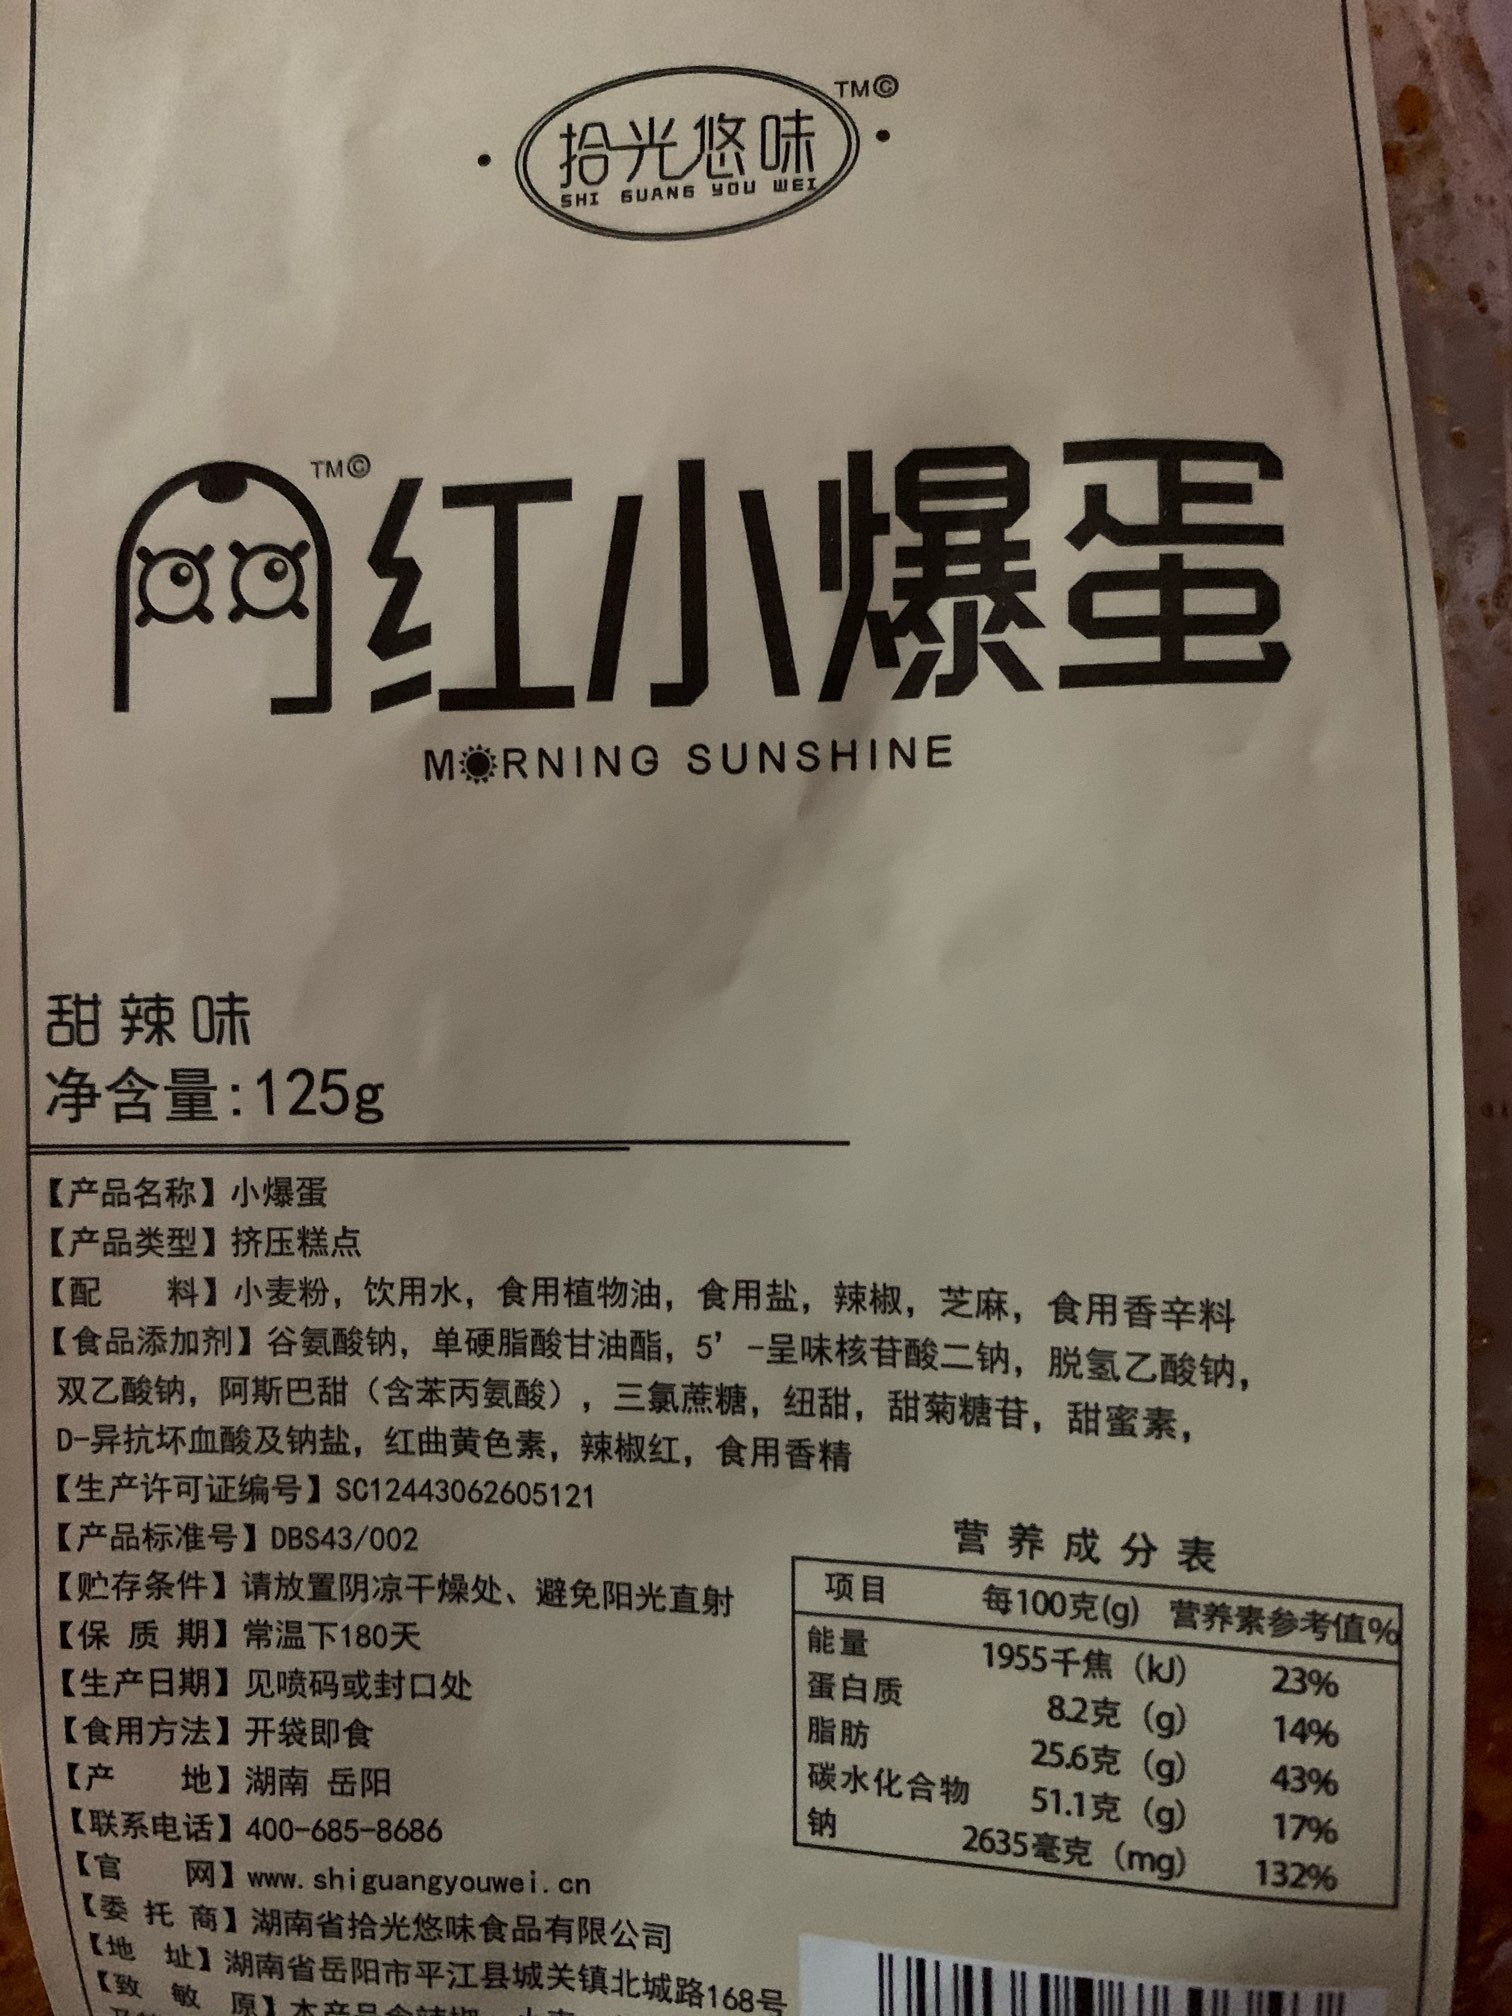 TM©
拾光悠味
SHI GUANG YOU WEI
TM©
网红小爆蛋
MORNING SUNSHINE
甜辣味
净含量:125g
【产品名称】小爆蛋
【产品类型】挤压糕点
【配 料】小麦粉，饮用水，食用植物油，食用盐，辣椒，芝麻，食用香辛料
【食品添加剂】谷氨酸钠，单硬脂酸甘油酯，5’-呈味核苷酸二钠，脱氢乙酸钠，
双乙酸钠，阿斯巴甜（含苯丙氨酸），三氯蔗糖，纽甜，甜菊糖苷，甜蜜素，
D-异抗坏血酸及钠盐，红曲黄色素，辣椒红，食用香精
【生产许可证编号】SC12443062605121
【产品标准号】DBS43/002
【贮存条件】请放置阴凉干燥处、避免阳光直射
【保 质 期】常温下180天
【生产日期】见喷码或封口处
【食用方法】开袋即食
【产 地】湖南 岳阳
【联系电话】400-685-8686
【官 网】www.shiguangyouwei.cn
【委 托 商】湖南省拾光悠味食品有限公司
【地 址】湖南省岳阳市平江县城关镇北城路168号
【致 敏 原】本产品含辣椒、小麦
营养成分表
项目 每100克(g) 营养素参考值%
能量 1955千焦（kJ） 23%
蛋白质 8.2克（g） 14%
脂肪 25.6克（g） 43%
碳水化合物 51.1克（g） 17%
钠 2635毫克（mg） 132%